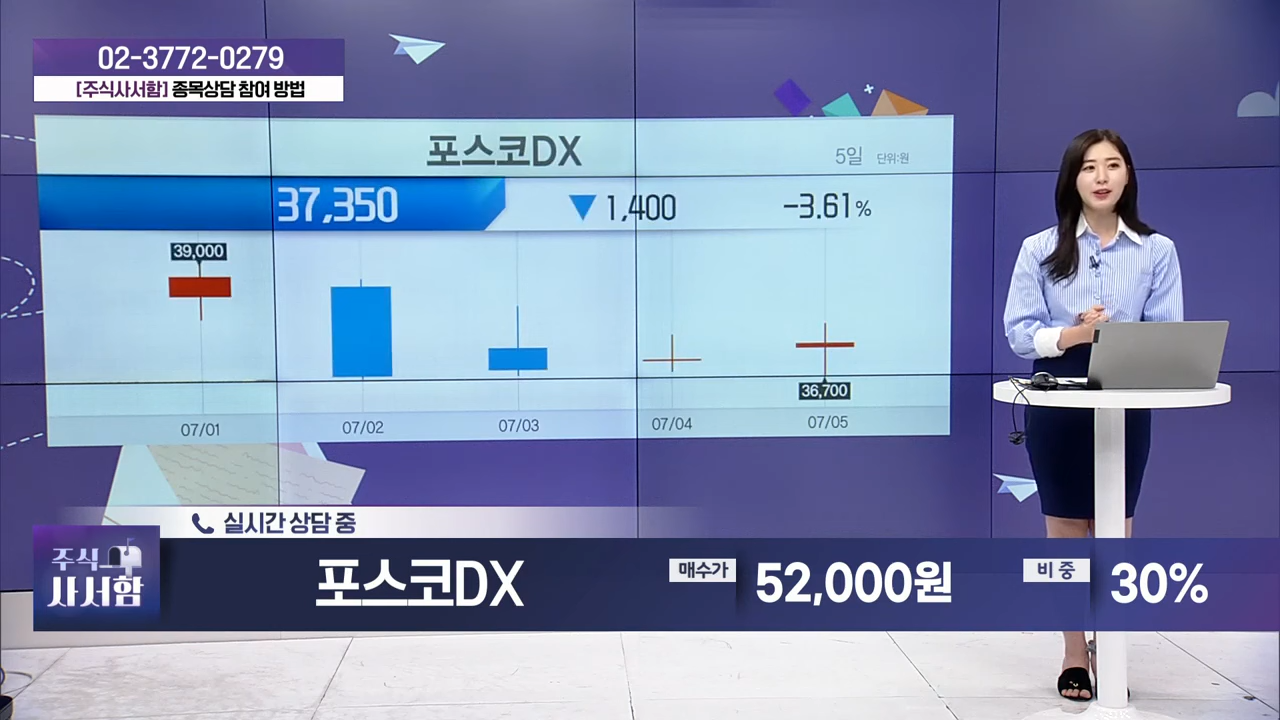 02-3772-0279
[주식사서함] 종목상담 참여 방법
포스코DX
5일 단위:원
37,350 ▼ 1,400 -3.61%
39,000
36,700
07/01 07/02 07/03 07/04 07/05
실시간 상담 중
주식
사서함
포스코DX 매수가 52,000원 비중 30%